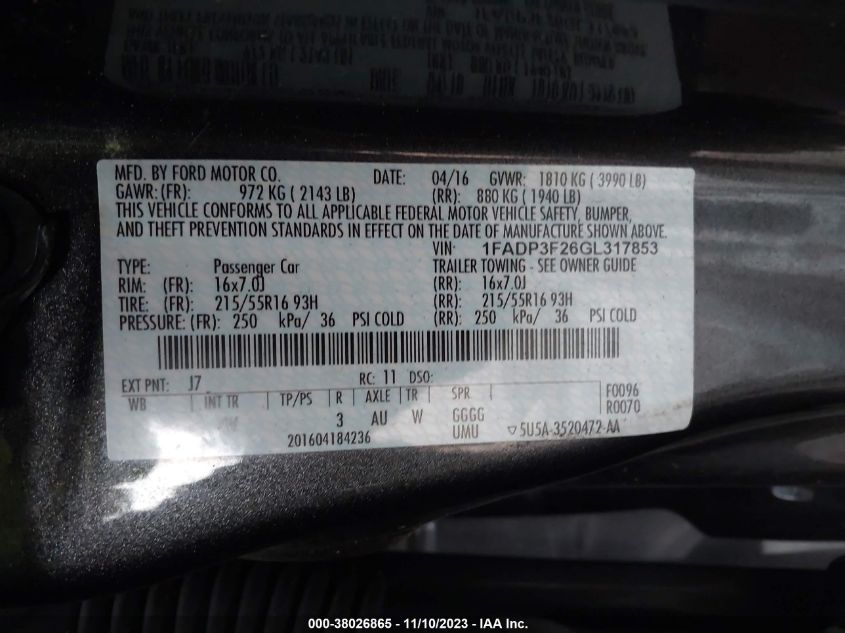 MFD. BY FORD MOTOR CO. DATE: 04/16 GVWR: 1810 KG ( 3990 LB)
GAWR: (FR): 972 KG ( 2143 LB) (RR): 880 KG ( 1940 LB)
THIS VEHICLE CONFORMS TO ALL APPLICABLE FEDERAL MOTOR VEHICLE SAFETY, BUMPER,
AND THEFT PREVENTION STANDARDS IN EFFECT ON THE DATE OF MANUFACTURE SHOWN ABOVE.
VIN: 1FADP3F26GL317853
TYPE: Passenger Car TRAILER TOWING - SEE OWNER GUIDE
RIM: (FR): 16x7.0J (RR): 16x7.0J
TIRE: (FR): 215/55R16 93H (RR): 215/55R16 93H
PRESSURE: (FR): 250 kPa/ 36 PSI COLD (RR): 250 kPa/ 36 PSI COLD
EXT PNT: J7 RC: 11 DSO:
WB INT TR TP/PS R AXLE TR SPR F0096
3 AU W GGGG R0070
201604184236 UMU ▽5U5A-3520472-AA
000-38026865 - 11/10/2023 - IAA Inc.